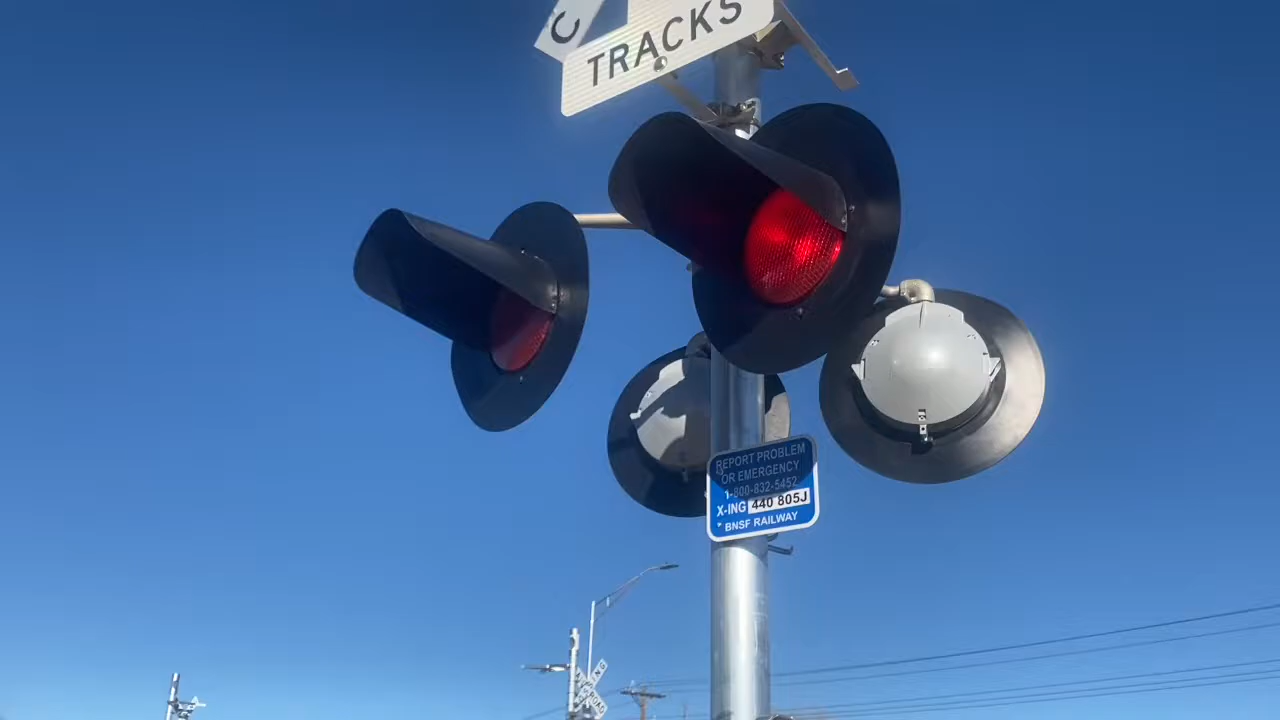 C
TRACKS
REPORT PROBLEM
OR EMERGENCY
1-800-832-5452
X-ING 440 805J
BNSF RAILWAY